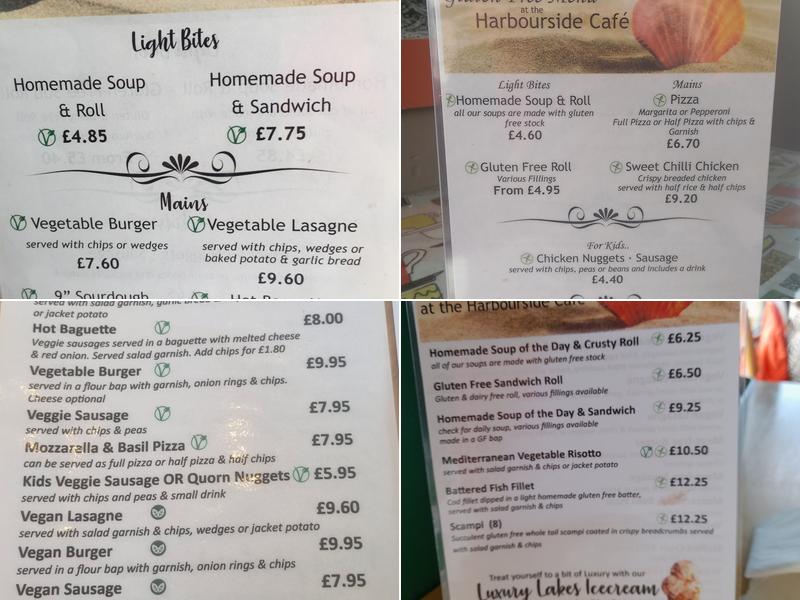 Light Bites
Homemade Soup
& Roll
£4.85
Homemade Soup
& Sandwich
£7.75
Mains
Vegetable Burger
served with chips or wedges
£7.60
Vegetable Lasagne
served with chips, wedges or
baked potato & garlic bread
£9.60
9" Sourdough
Gluten Free Menu
at the
Harbourside Café
Light Bites
Homemade Soup & Roll
all our soups are made with gluten
free stock
£4.60
Gluten Free Roll
Various Fillings
From £4.95
Mains
Pizza
Margarita or Pepperoni
Full Pizza or Half Pizza with chips &
Garnish
£6.70
Sweet Chilli Chicken
Crispy breaded chicken
served with half rice & half chips
£9.20
For Kids..
Chicken Nuggets · Sausage
served with chips, peas or beans and includes a drink
£4.40
served with salad garnish, garlic
or jacket potato
Hot Baguette £8.00
Veggie sausages served in a baguette with melted cheese
& red onion. Served salad garnish. Add chips for £1.80
Vegetable Burger £9.95
served in a flour bap with garnish, onion rings & chips.
Cheese optional
Veggie Sausage £7.95
served with chips & peas
Mozzarella & Basil Pizza £7.95
can be served as full pizza or half pizza & half chips
Kids Veggie Sausage OR Quorn Nuggets £5.95
served with chips and peas & small drink
Vegan Lasagne £9.60
served with salad garnish & chips, wedges or jacket potato
Vegan Burger £9.95
served in a flour bap with garnish, onion rings & chips
Vegan Sausage £7.95
at the Harbourside Café
Homemade Soup of the Day & Crusty Roll £6.25
all of our soups are made with gluten free stock
Gluten Free Sandwich Roll £6.50
Gluten & dairy free roll, various fillings available
Homemade Soup of the Day & Sandwich £9.25
check for daily soup, various fillings available
made in a GF bap
Mediterranean Vegetable Risotto £10.50
served with salad garnish & chips or jacket potato
Battered Fish Fillet £12.25
Cod fillet dipped in a light homemade gluten free batter,
served with salad garnish & chips
Scampi (8) £12.25
Succulent gluten free whole tail scampi coated in crispy breadcrumbs served
with salad garnish & chips
Treat yourself to a bit of Luxury with our
Luxury Lakes Icecream